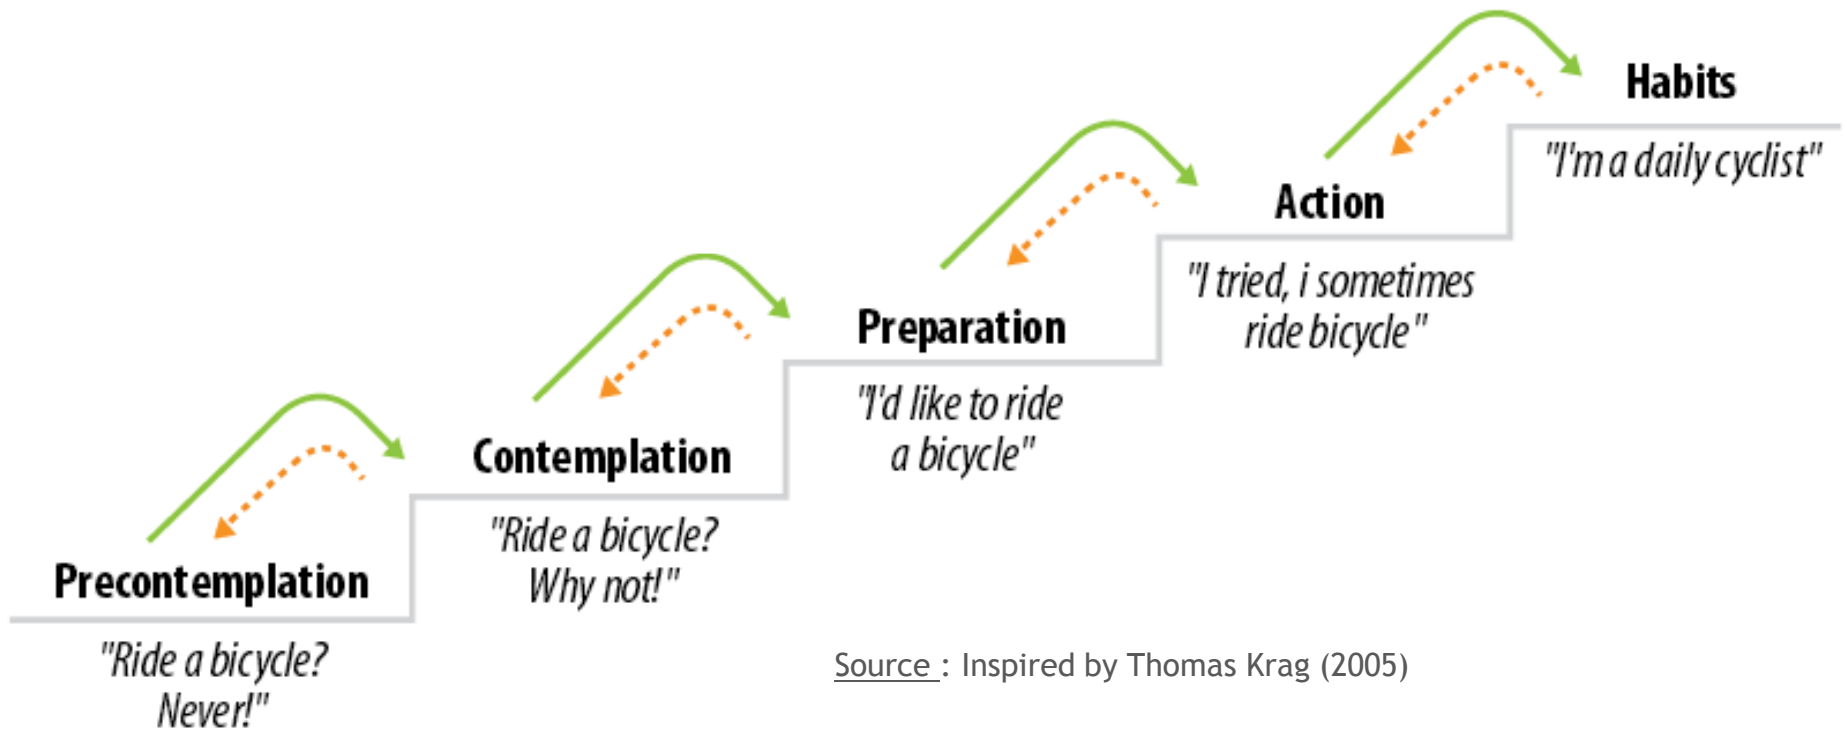 Precontemplation
"Ride a bicycle?
Never!"
Contemplation
"Ride a bicycle?
Why not!"
Preparation
"I'd like to ride
a bicycle"
Action
"I tried, i sometimes
ride bicycle"
Habits
"I'm a daily cyclist"
Source : Inspired by Thomas Krag (2005)